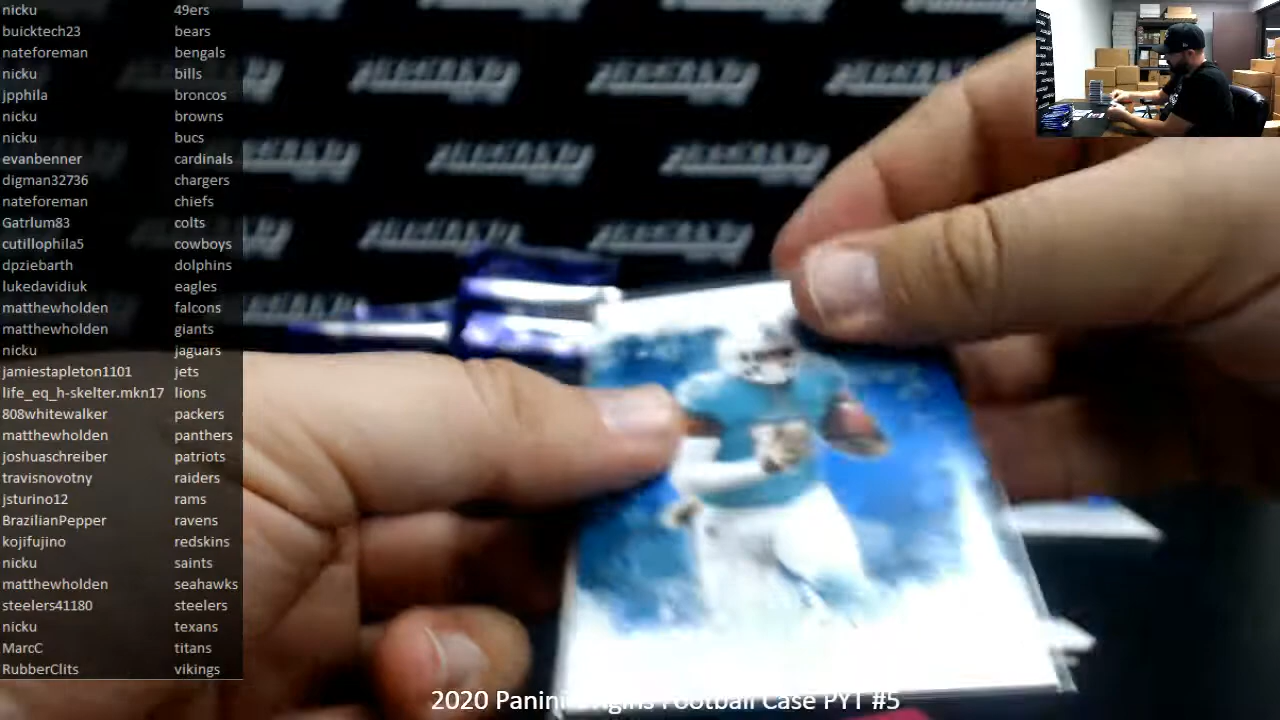 nicku 49ers
buicktech23 bears
nateforeman bengals
nicku bills
jpphila broncos
nicku browns
nicku bucs
evanbenner cardinals
digman32736 chargers
nateforeman chiefs
Gatrlum83 colts
cutillophila5 cowboys
dpziebarth dolphins
lukedavidiuk eagles
matthewholden falcons
matthewholden giants
nicku jaguars
jamiestapleton1101 jets
life_eq_h-skelter.mkn17 lions
808whitewalker packers
matthewholden panthers
joshuaschreiber patriots
travisnovotny raiders
jsturino12 rams
BrazilianPepper ravens
kojifujino redskins
nicku saints
matthewholden seahawks
steelers41180 steelers
nicku texans
MarcC titans
RubberClits vikings
2020 Panini Origins Football Case PYT #5